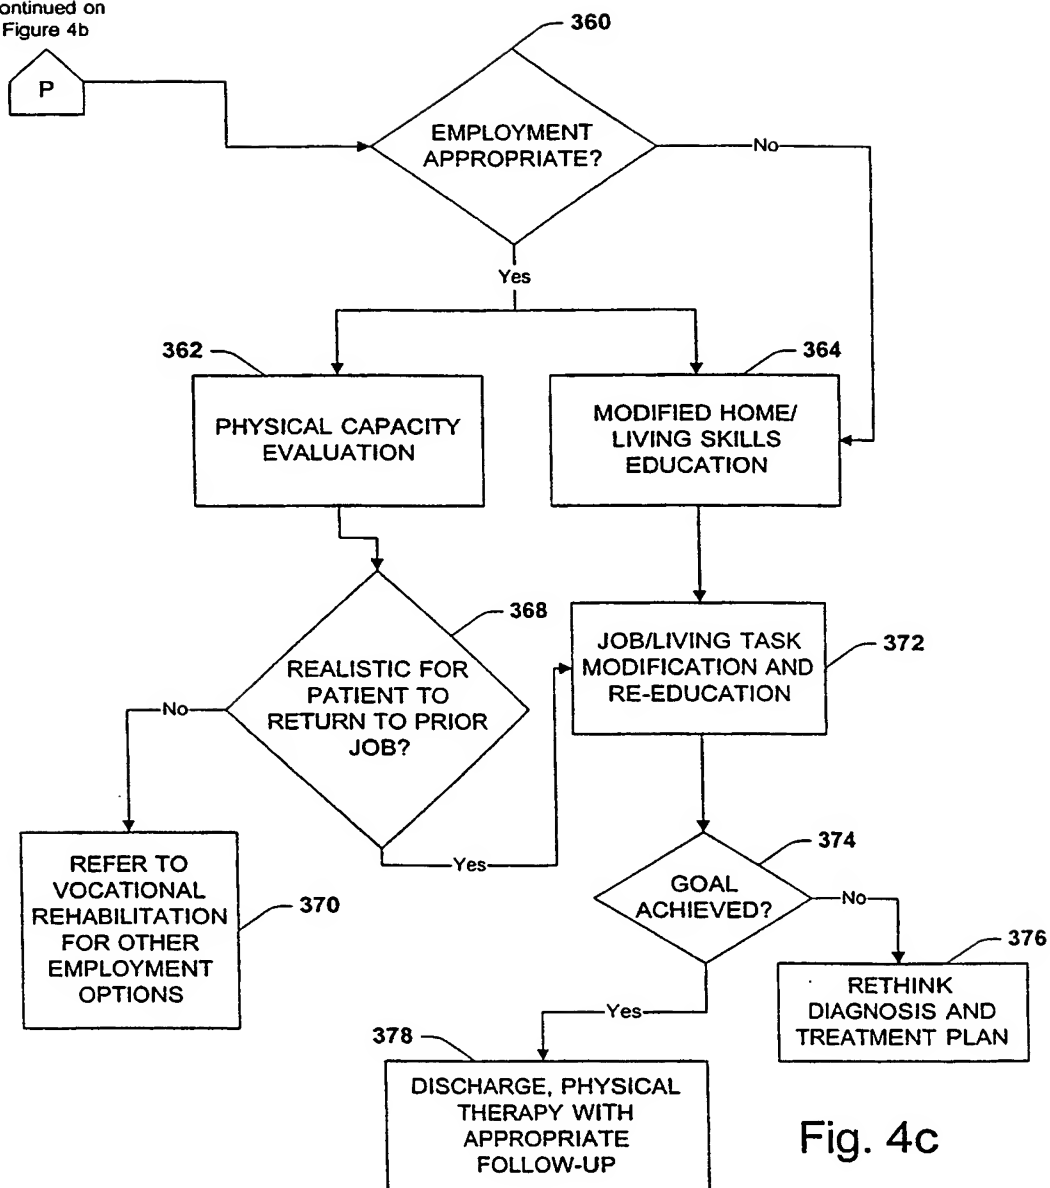 ontinued on
Figure 4b
P
360
EMPLOYMENT
APPROPRIATE?
No
Yes
362
364
PHYSICAL CAPACITY
EVALUATION
MODIFIED HOME/
LIVING SKILLS
EDUCATION
368
REALISTIC FOR
PATIENT TO
RETURN TO PRIOR
JOB?
No
Yes
JOB/LIVING TASK
MODIFICATION AND
RE-EDUCATION
372
REFER TO
VOCATIONAL
REHABILITATION
FOR OTHER
EMPLOYMENT
OPTIONS
370
374
GOAL
ACHIEVED?
No
Yes
376
RETHINK
DIAGNOSIS AND
TREATMENT PLAN
378
DISCHARGE, PHYSICAL
THERAPY WITH
APPROPRIATE
FOLLOW-UP
Fig. 4c